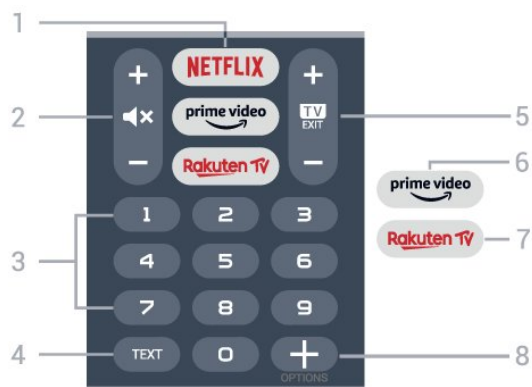 1
NETFLIX
+ +
2
prime video
TV
EXIT
5
- -
Rakuten TV
6
prime video
1 2 3
Rakuten TV
7
3
4 5 6
7 8 9
4
TEXT 0 +
8
OPTIONS